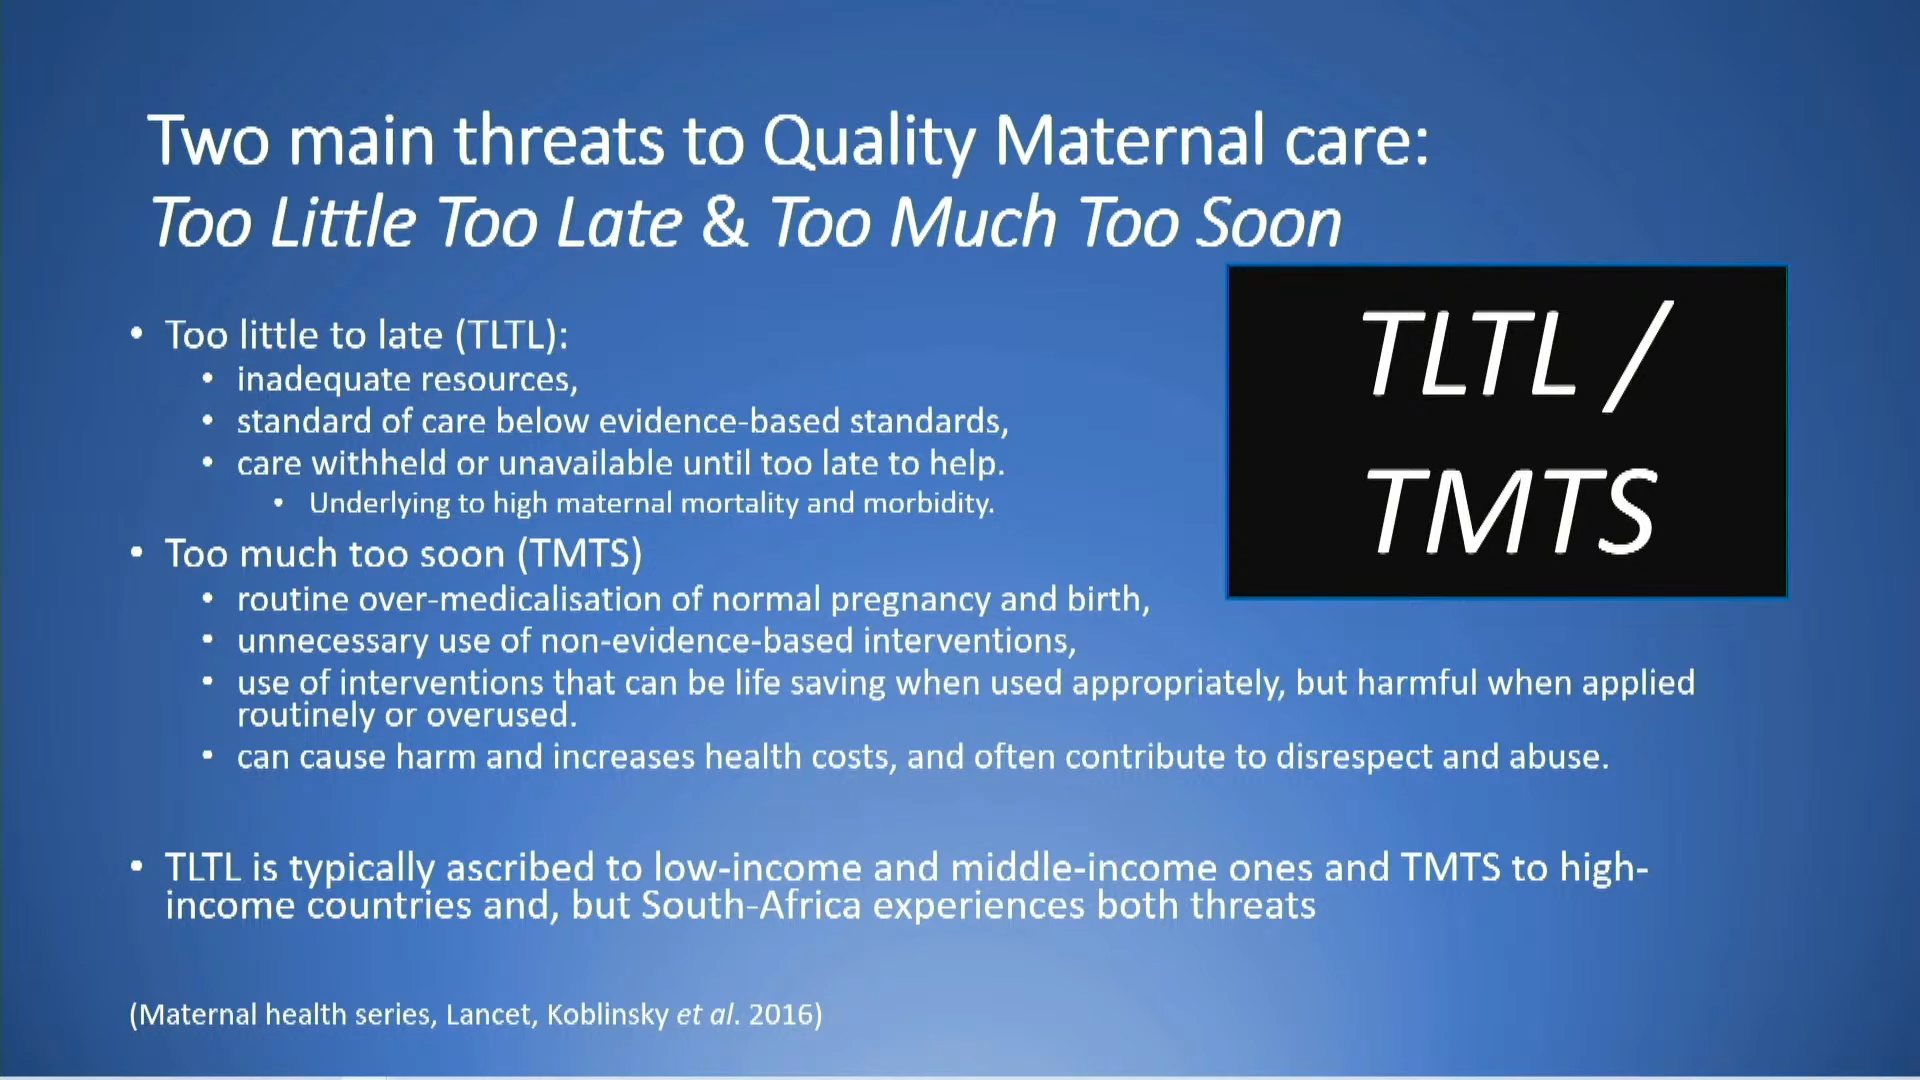 Two main threats to Quality Maternal care:
Too Little Too Late & Too Much Too Soon
TLTL /
TMTS
• Too little to late (TLTL):
• inadequate resources,
• standard of care below evidence-based standards,
• care withheld or unavailable until too late to help.
• Underlying to high maternal mortality and morbidity.
• Too much too soon (TMTS)
• routine over-medicalisation of normal pregnancy and birth,
• unnecessary use of non-evidence-based interventions,
• use of interventions that can be life saving when used appropriately, but harmful when applied
routinely or overused.
• can cause harm and increases health costs, and often contribute to disrespect and abuse.
• TLTL is typically ascribed to low-income and middle-income ones and TMTS to high-
income countries and, but South-Africa experiences both threats
(Maternal health series, Lancet, Koblinsky et al. 2016)